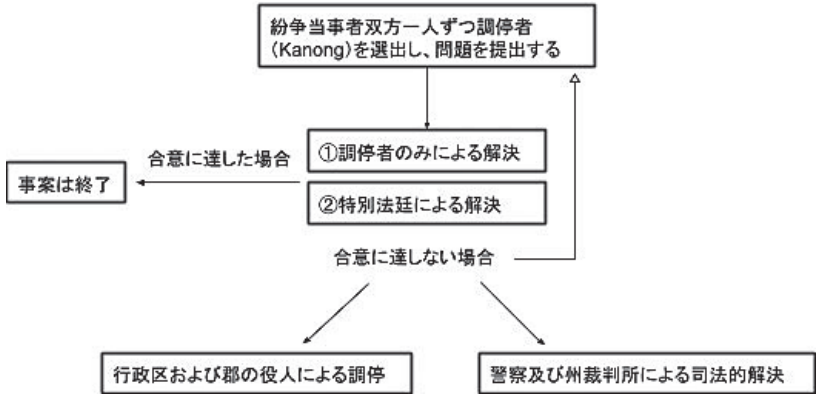 紛争当事者双方一人ずつ調停者
(Kanong)を選出し、問題を提出する
①調停者のみによる解決
合意に達した場合
事案は終了
②特別法廷による解決
合意に達しない場合
行政区および郡の役人による調停
警察及び州裁判所による司法的解決